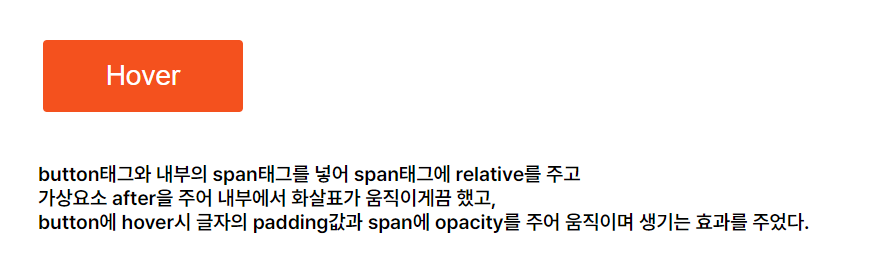 Hover
button태그와 내부의 span태그를 넣어 span태그에 relative를 주고
가상요소 after을 주어 내부에서 화살표가 움직이게끔 했고,
button에 hover시 글자의 padding값과 span에 opacity를 주어 움직이며 생기는 효과를 주었다.